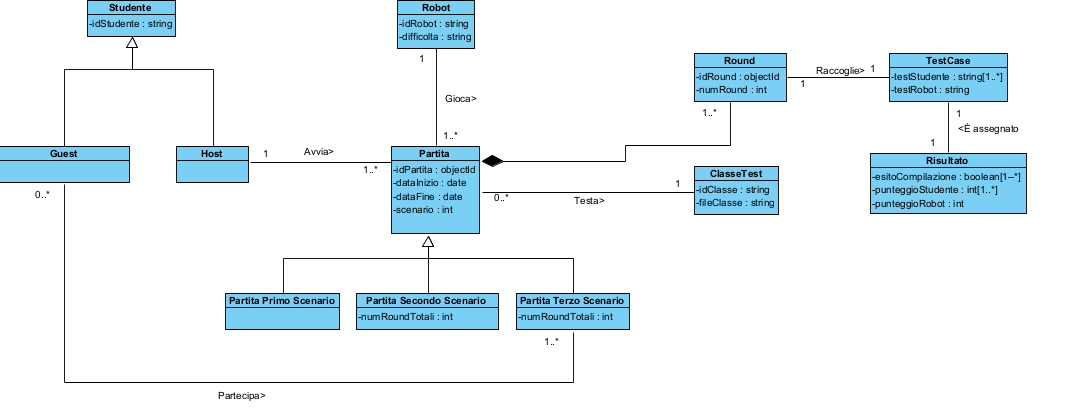 Studente
-idStudente : string
Robot
-idRobot : string
-difficolta : string
1
Gioca>
1..*
Round
-idRound : objectId
-numRound : int
1..*
Raccoglie>
1
1
TestCase
-testStudente : string[1..*]
-testRobot : string
1
<È assegnato
1
Risultato
-esitoCompilazione : boolean[1--*]
-punteggioStudente : int[1..*]
-punteggioRobot : int
Guest
0..*
Host
1
Avvia>
1..*
Partita
-idPartita : objectId
-dataInizio : date
-dataFine : date
-scenario : int
0..*
Testa>
1
ClasseTest
-idClasse : string
-fileClasse : string
Partita Primo Scenario
Partita Secondo Scenario
-numRoundTotali : int
Partita Terzo Scenario
-numRoundTotali : int
1..*
Partecipa>